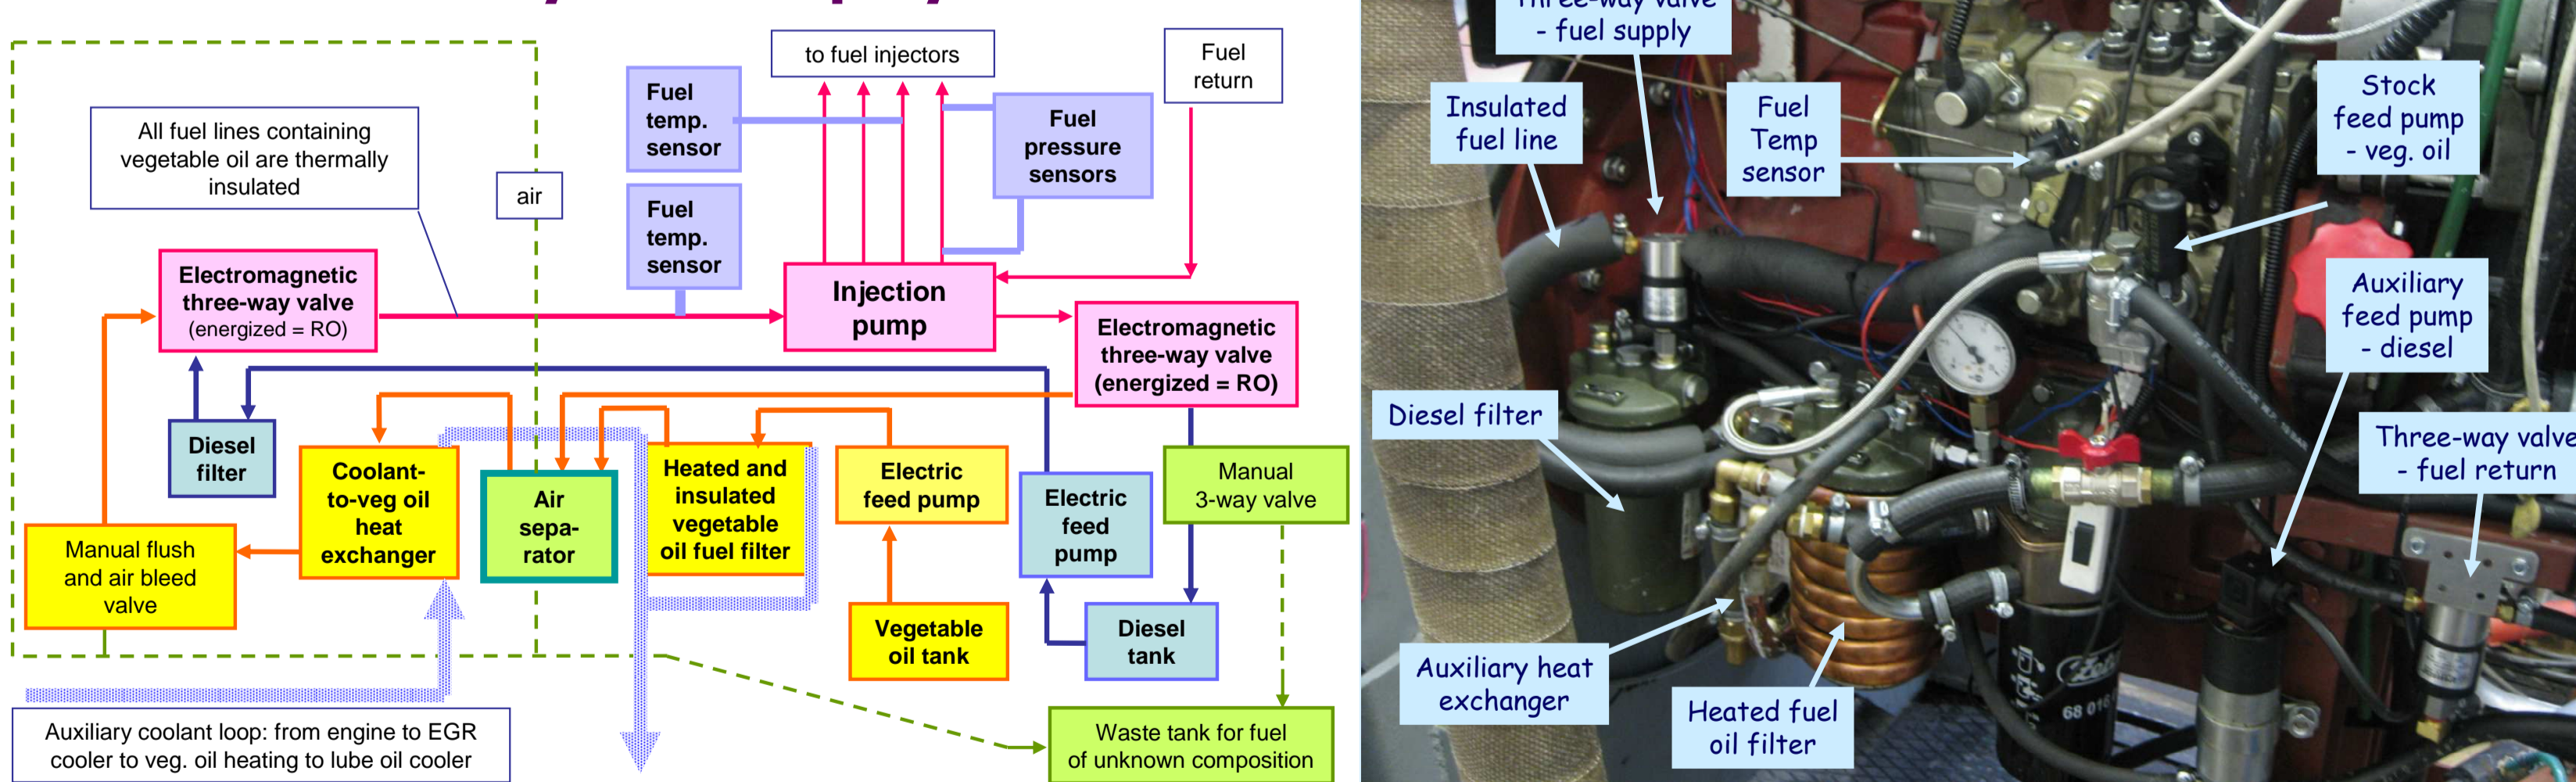 to fuel injectors
Fuel
return
Fuel
temp.
sensor
Fuel
pressure
sensors
All fuel lines containing
vegetable oil are thermally
insulated
air
Fuel
temp.
sensor
Electromagnetic
three-way valve
(energized = RO)
Injection
pump
Electromagnetic
three-way valve
(energized = RO)
Diesel
filter
Coolant-
to-veg oil
heat
exchanger
Air
sepa-
rator
Heated and
insulated
vegetable
oil fuel filter
Electric
feed pump
Electric
feed
pump
Manual
3-way valve
Manual flush
and air bleed
valve
Vegetable
oil tank
Diesel
tank
Auxiliary coolant loop: from engine to EGR
cooler to veg. oil heating to lube oil cooler
Waste tank for fuel
of unknown composition
Three-way valve
- fuel supply
Insulated
fuel line
Fuel
Temp
sensor
Stock
feed pump
- veg. oil
Auxiliary
feed pump
- diesel
Diesel filter
Three-way valve
- fuel return
Auxiliary heat
exchanger
Heated fuel
oil filter
68 016